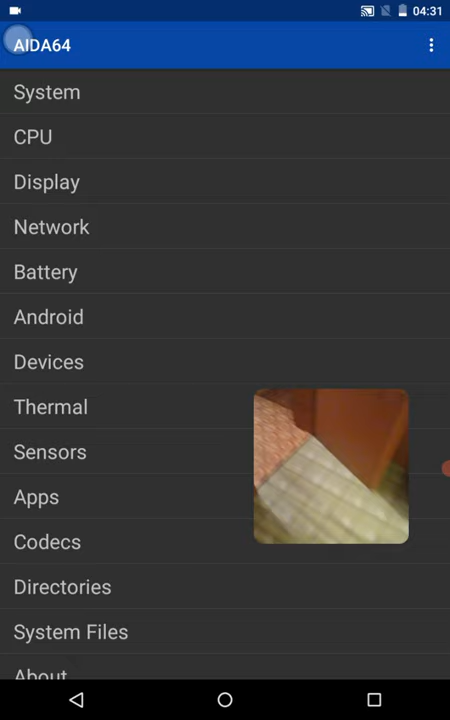 04:31
AIDA64
System
CPU
Display
Network
Battery
Android
Devices
Thermal
Sensors
Apps
Codecs
Directories
System Files
About